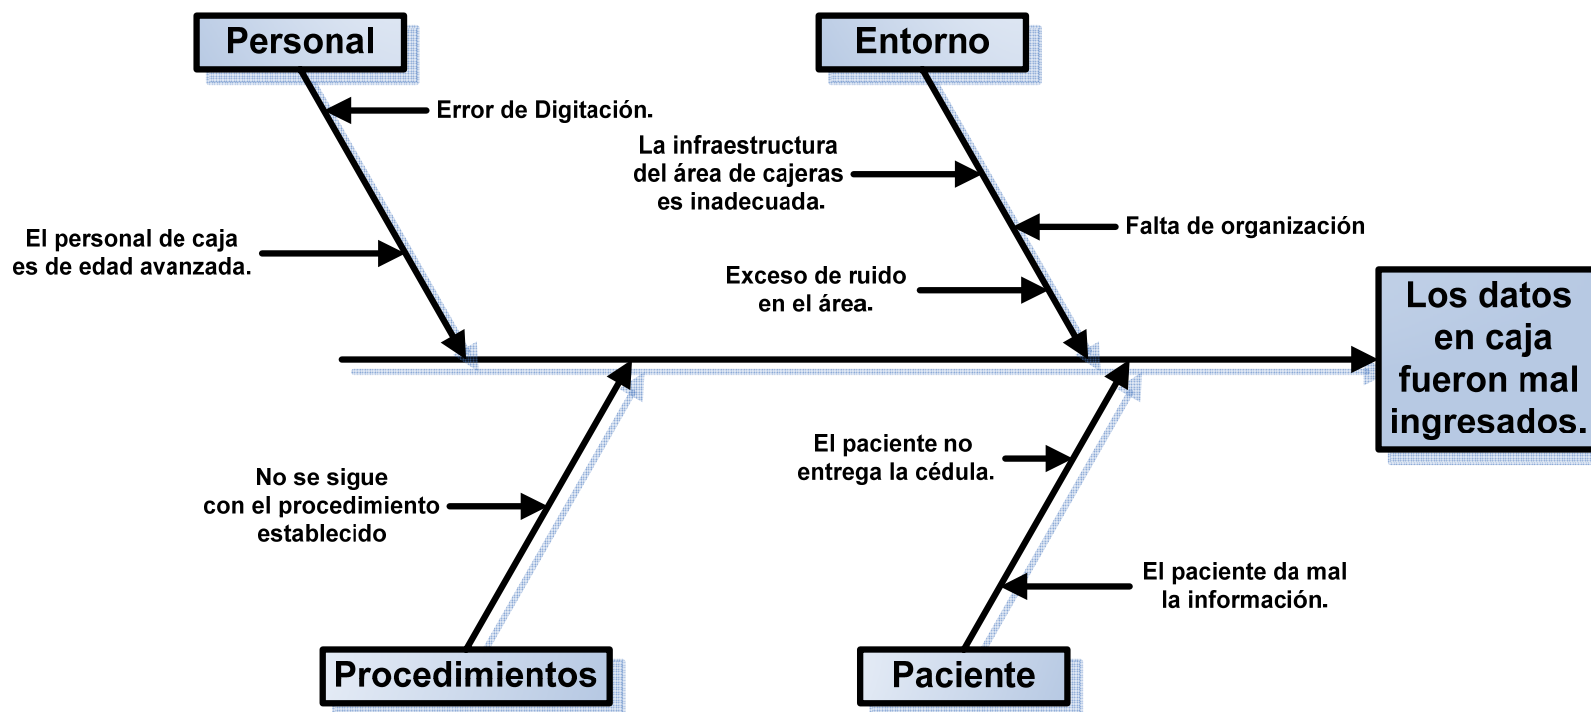 Personal
Entorno
Error de Digitación.
La infraestructura
del área de cajeras
es inadecuada.
El personal de caja
es de edad avanzada.
Falta de organización
Exceso de ruido
en el área.
Los datos
en caja
fueron mal
ingresados.
El paciente no
entrega la cédula.
No se sigue
con el procedimiento
establecido
El paciente da mal
la información.
Procedimientos
Paciente